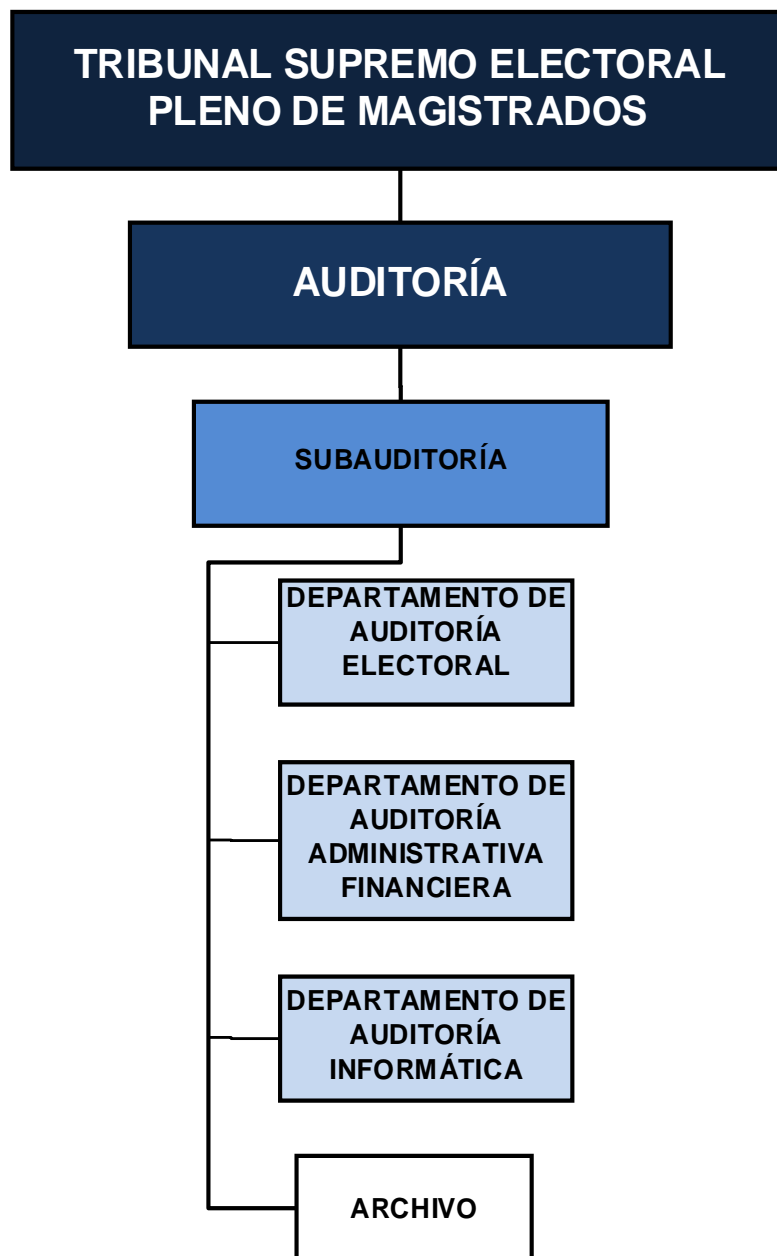 TRIBUNAL SUPREMO ELECTORAL
PLENO DE MAGISTRADOS
AUDITORÍA
SUBAUDITORÍA
DEPARTAMENTO DE
AUDITORÍA
ELECTORAL
DEPARTAMENTO DE
AUDITORÍA
ADMINISTRATIVA
FINANCIERA
DEPARTAMENTO DE
AUDITORÍA
INFORMÁTICA
ARCHIVO